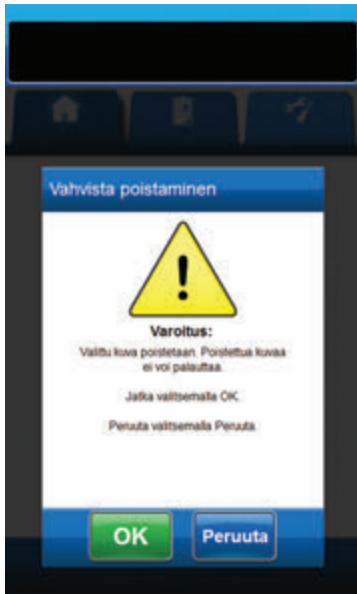 Vahvista poistaminen
Varoitus:
Valittu kuva poistetaan. Poistettua kuvaa
ei voi palauttaa.
Jatka valitsemalla OK.
Peruuta valitsemalla Peruuta.
OK
Peruuta